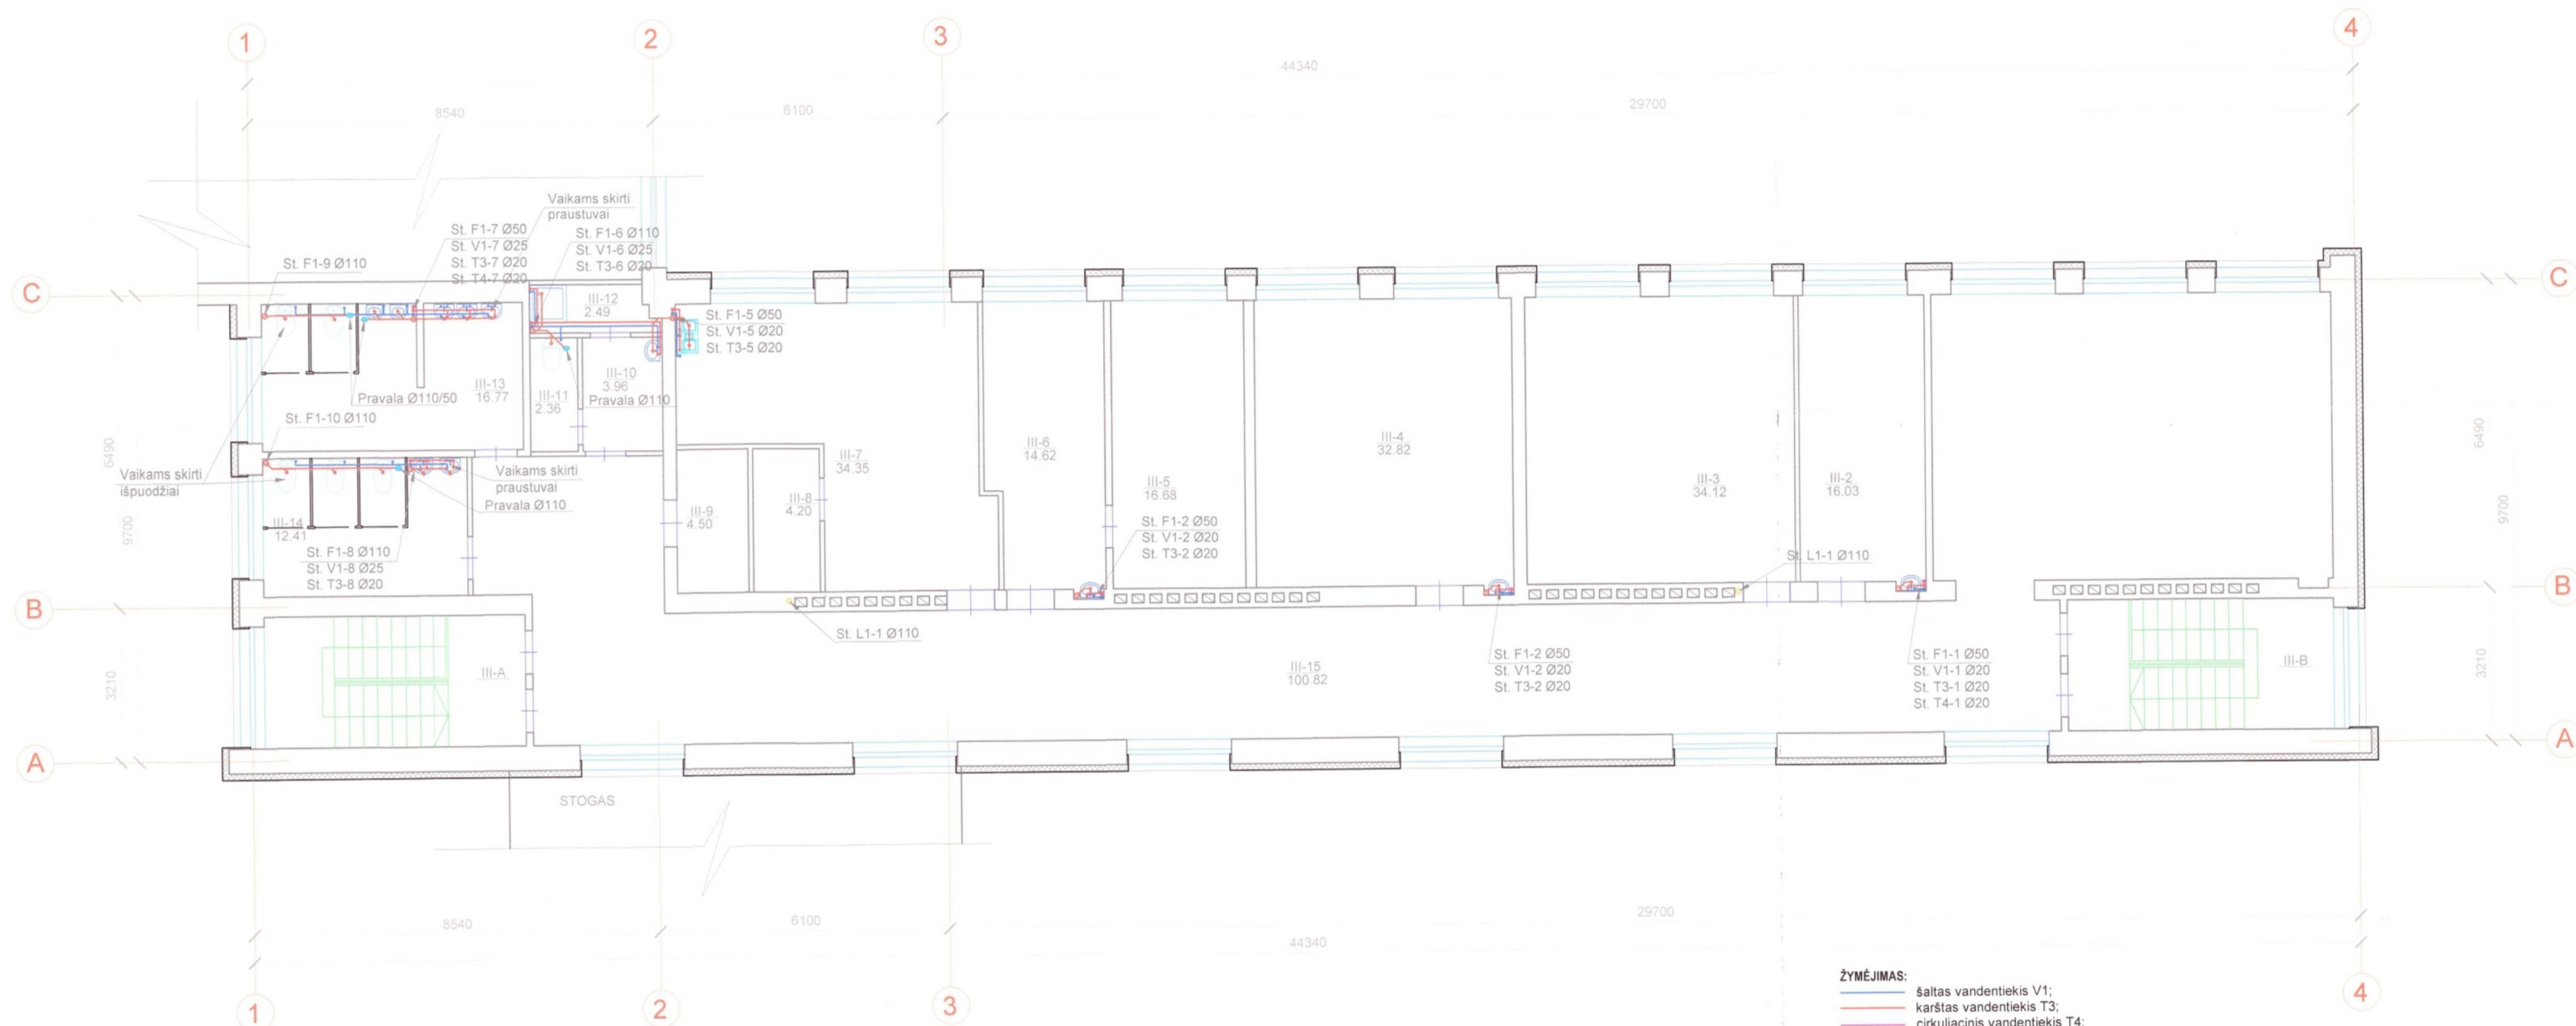 1
2
3
4
44340
8540
6100
29700
Vaikams skirti
praustuvai
St. F1-7 Ø50
St. V1-7 Ø25
St. T3-7 Ø20
St. T4-7 Ø20
St. F1-6 Ø110
St. V1-6 Ø25
St. T3-6 Ø20
St. F1-9 Ø110
C
C
III-12
2.49
St. F1-5 Ø50
St. V1-5 Ø20
St. T3-5 Ø20
III-13
16.77
III-10
3.96
III-11
2.36
Pravala Ø110/50
Pravala Ø110
St. F1-10 Ø110
6490
9700
Vaikams skirti
išpuodžiai
Vaikams skirti
praustuvai
Pravala Ø110
III-14
12.41
St. F1-8 Ø110
St. V1-8 Ø25
St. T3-8 Ø20
III-9
4.50
III-8
4.20
III-7
34.35
III-6
14.62
III-5
16.68
III-4
32.82
III-3
34.12
III-2
16.03
6490
9700
St. F1-2 Ø50
St. V1-2 Ø20
St. T3-2 Ø20
St. L1-1 Ø110
B
B
St. L1-1 Ø110
3210
III-A
III-15
100.82
St. F1-2 Ø50
St. V1-2 Ø20
St. T3-2 Ø20
St. F1-1 Ø50
St. V1-1 Ø20
St. T3-1 Ø20
St. T4-1 Ø20
III-B
3210
A
A
STOGAS
8540
6100
29700
44340
1
2
3
4
ŽYMĖJIMAS:
šaltas vandentiekis V1;
karštas vandentiekis T3;
cirkuliacinis vandentiekis T4;